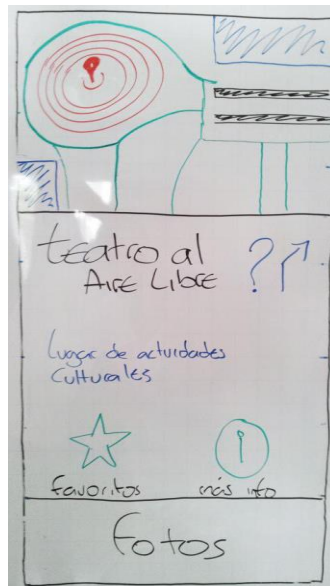 teatro al
Aire Libre ?
Lugar de actividades
Culturales
favoritos
más info
Fotos